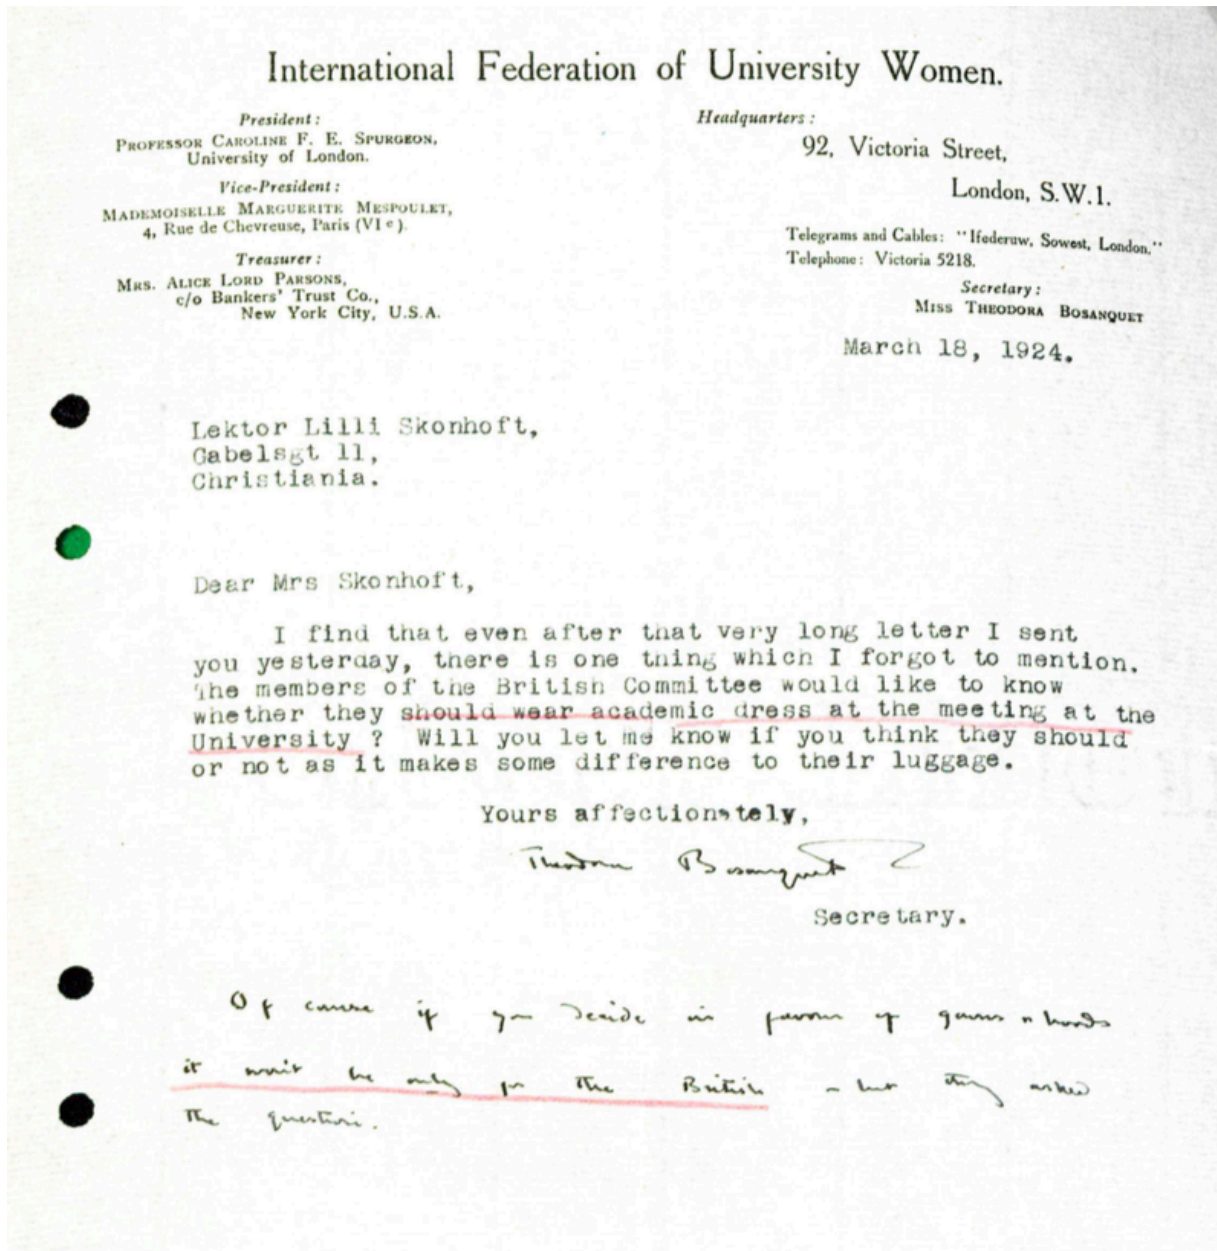 International Federation of University Women.
President:
PROFESSOR CAROLINE F. E. SPURGEON,
University of London.
Vice-President:
MADEMOISELLE MARGUERITE MESPOULET,
4, Rue de Chevreuse, Paris (VIe).
Treasurer:
MRS. ALICE LORD PARSONS,
c/o Bankers' Trust Co.,
New York City, U.S.A.
Headquarters:
92, Victoria Street,
London, S.W.1.
Telegrams and Cables: "Ifederuw, Sowest, London."
Telephone: Victoria 5218.
Secretary:
MISS THEODORA BOSANQUET
March 18, 1924.
Lektor Lilli Skonhoft,
Gabelsgt 11,
Christiania.
Dear Mrs Skonhoft,
I find that even after that very long letter I sent
you yesterday, there is one thing which I forgot to mention.
The members of the British Committee would like to know
whether they should wear academic dress at the meeting at the
University ? Will you let me know if you think they should
or not as it makes some difference to their luggage.
Yours affectionately,
Theodora Bosanquet
Secretary.
Of course if you decide in favour of gowns & hoods
it won't be only for the British – but they asked
the question.